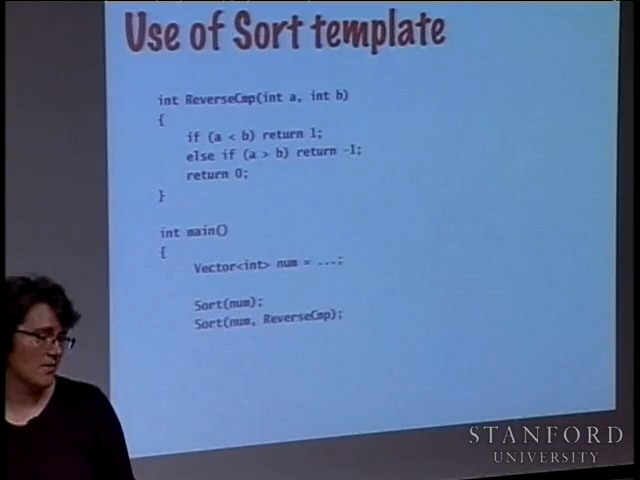 Use of Sort template
int ReverseCmp(int a, int b)
{
if (a < b) return 1;
else if (a > b) return -1;
return 0;
}
int main()
{
Vector<int> num = ...;
Sort(num);
Sort(num, ReverseCmp);
STANFORD
UNIVERSITY